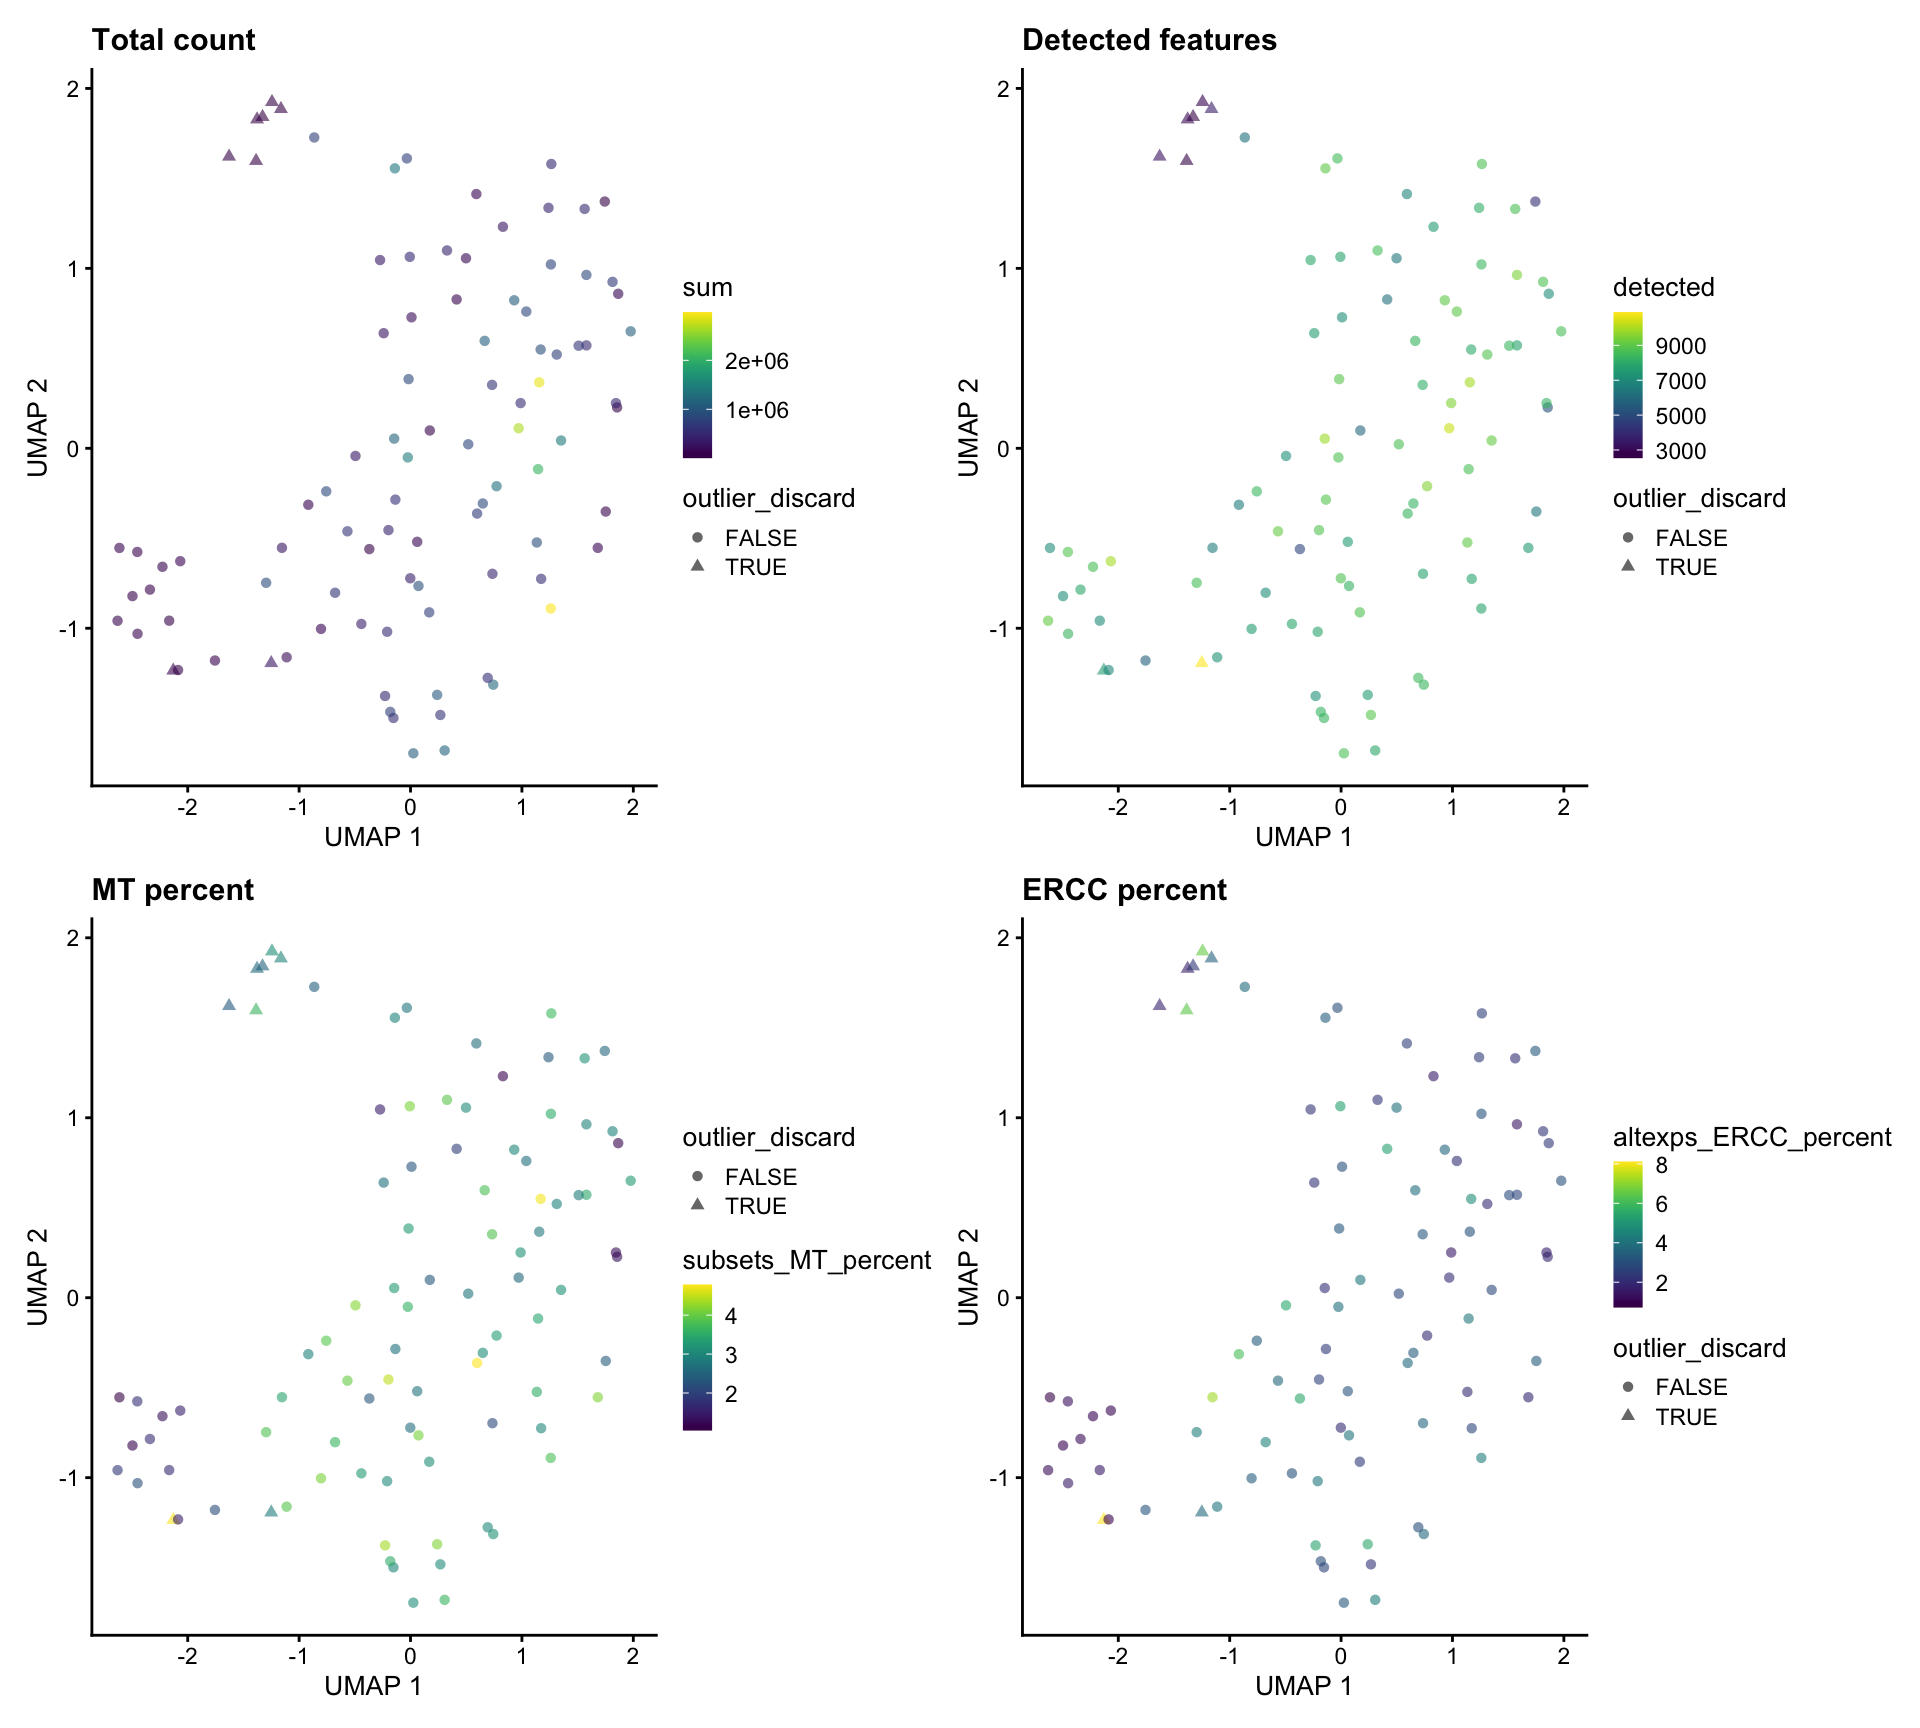 Total count
2
1
0
-1
UMAP 2
-2 -1 0 1 2
UMAP 1
sum
2e+06
1e+06
outlier_discard
FALSE
TRUE
Detected features
2
1
0
-1
UMAP 2
-2 -1 0 1 2
UMAP 1
detected
9000
7000
5000
3000
outlier_discard
FALSE
TRUE
MT percent
2
1
0
-1
UMAP 2
-2 -1 0 1 2
UMAP 1
outlier_discard
FALSE
TRUE
subsets_MT_percent
4
3
2
ERCC percent
2
1
0
-1
UMAP 2
-2 -1 0 1 2
UMAP 1
altexps_ERCC_percent
8
6
4
2
outlier_discard
FALSE
TRUE